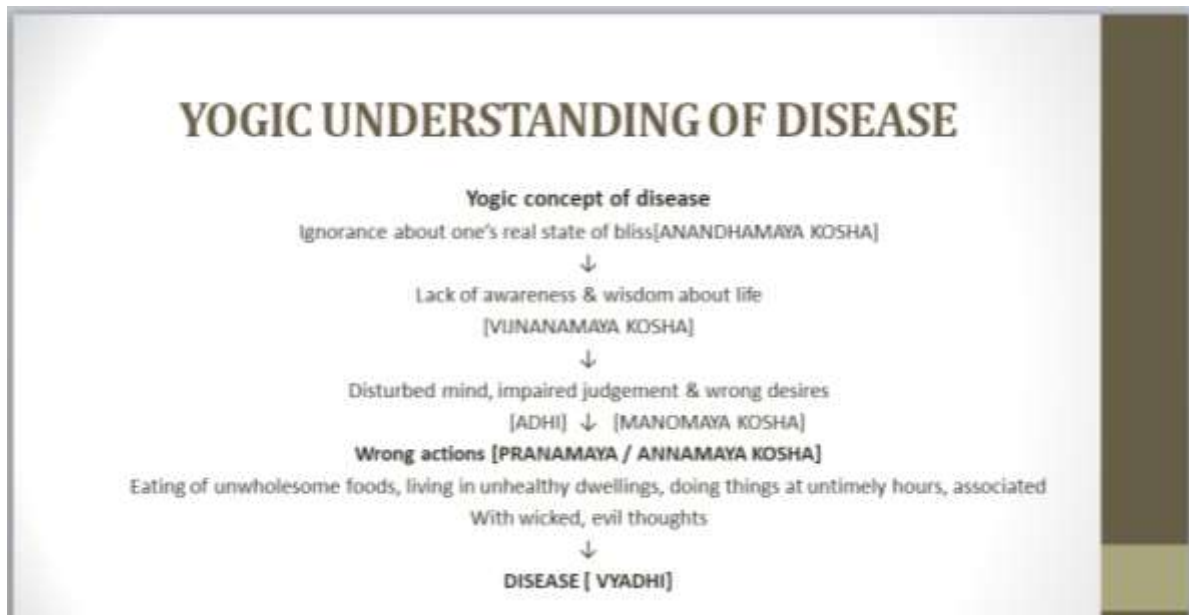 YOGIC UNDERSTANDING OF DISEASE
Yogic concept of disease
Ignorance about one's real state of bliss[ANANDHAMAYA KOSHA]
↓
Lack of awareness & wisdom about life
[VIJNANAMAYA KOSHA]
↓
Disturbed mind, impaired judgement & wrong desires
[ADHI] ↓ [MANOMAYA KOSHA]
Wrong actions [PRANAMAYA / ANNAMAYA KOSHA]
Eating of unwholesome foods, living in unhealthy dwellings, doing things at untimely hours, associated
With wicked, evil thoughts
↓
DISEASE [ VYADHI]